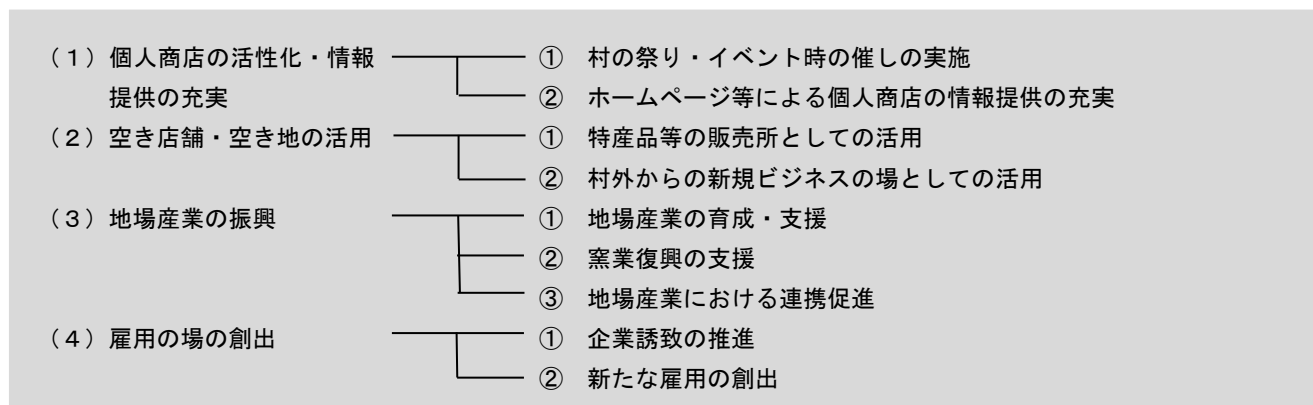 （１）個人商店の活性化・情報 ① 村の祭り・イベント時の催しの実施
提供の充実 ② ホームページ等による個人商店の情報提供の充実
（２）空き店舗・空き地の活用 ① 特産品等の販売所としての活用
② 村外からの新規ビジネスの場としての活用
（３）地場産業の振興 ① 地場産業の育成・支援
② 窯業復興の支援
③ 地場産業における連携促進
（４）雇用の場の創出 ① 企業誘致の推進
② 新たな雇用の創出